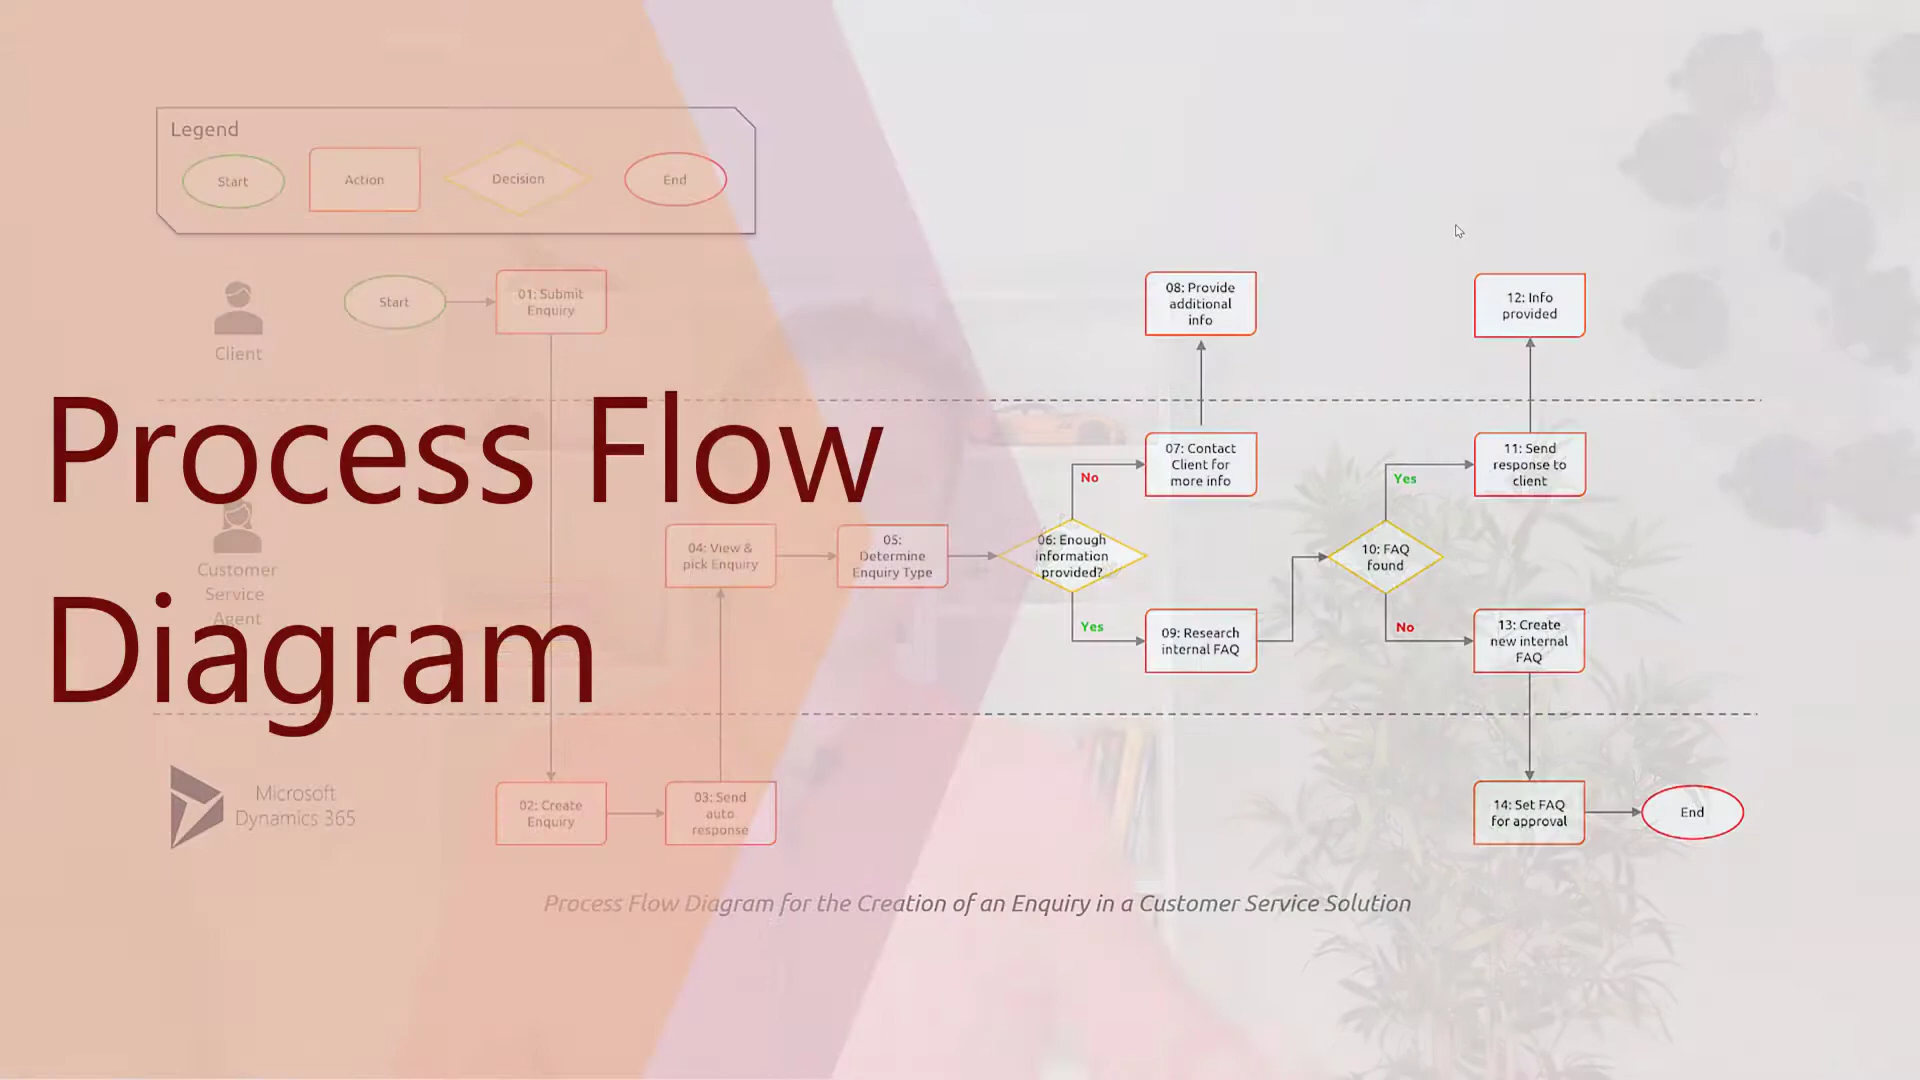 Legend
Start
Action
Decision
End
Client
Start
01: Submit
Enquiry
08: Provide
additional
info
12: Info
provided
Process Flow
Diagram
Customer
Service
Agent
04: View &
pick Enquiry
05:
Determine
Enquiry Type
06: Enough
information
provided?
No
07: Contact
Client for
more info
Yes
09: Research
internal FAQ
10: FAQ
found
Yes
11: Send
response to
client
No
13: Create
new internal
FAQ
Microsoft
Dynamics 365
02: Create
Enquiry
03: Send
auto
response
14: Set FAQ
for approval
End
Process Flow Diagram for the Creation of an Enquiry in a Customer Service Solution